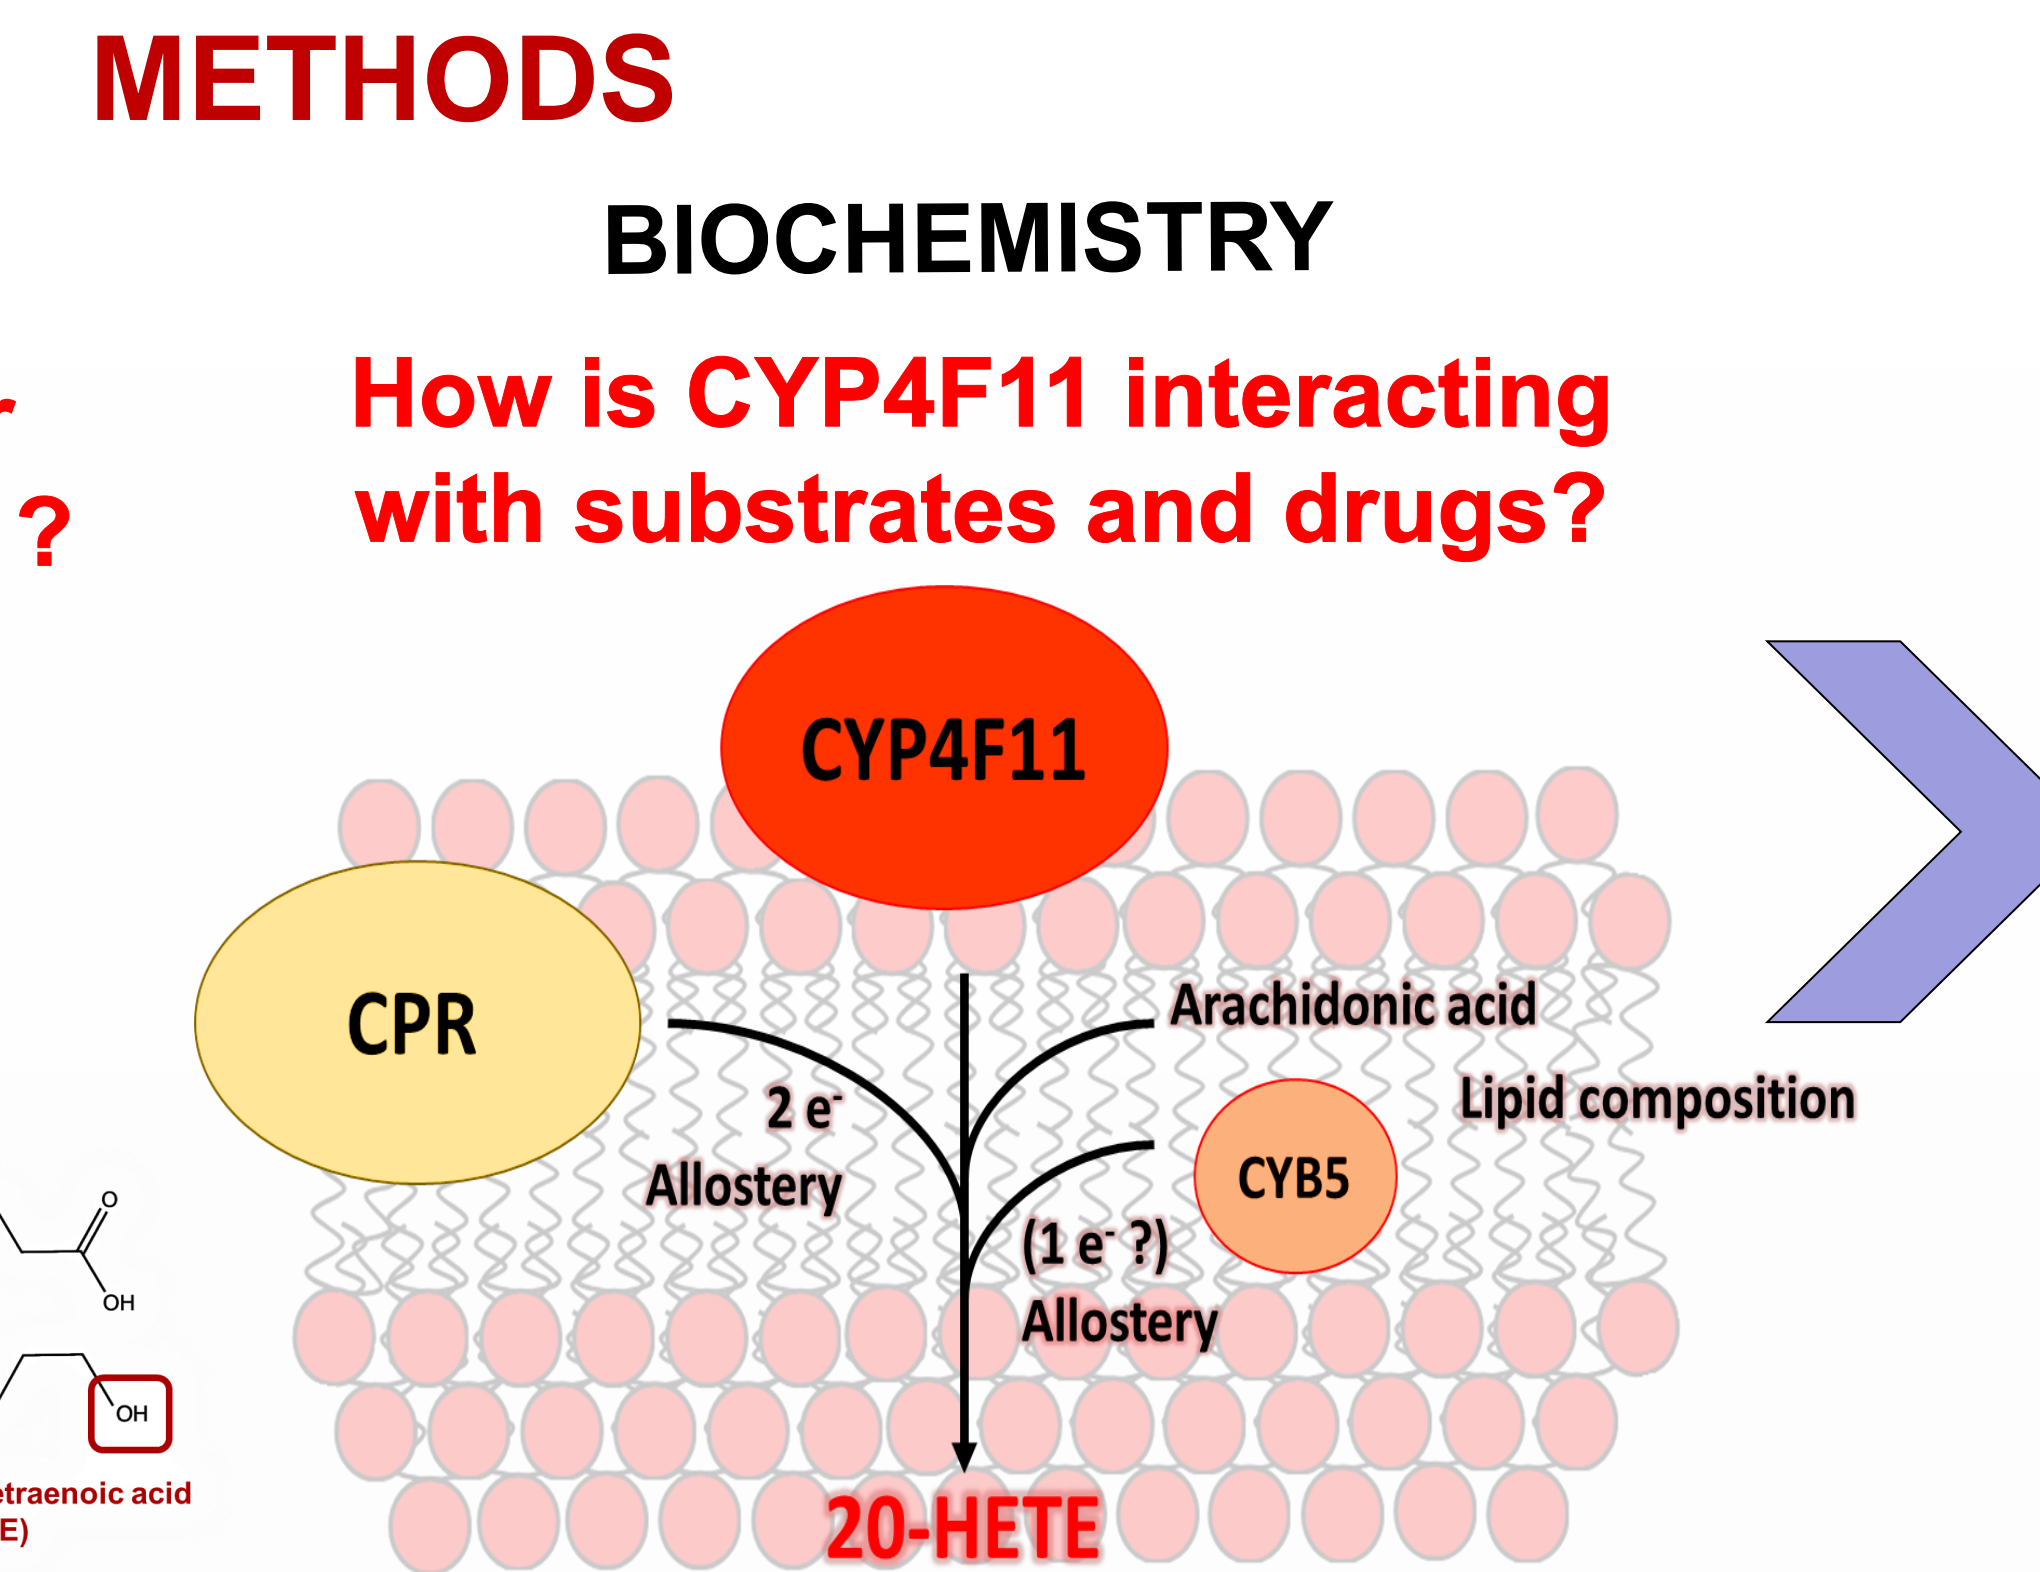 METHODS
BIOCHEMISTRY
How is CYP4F11 interacting
with substrates and drugs?
?
CYP4F11
CPR
Arachidonic acid
2 e-
Lipid composition
Allostery
CYB5
(1 e- ?)
Allostery
O
OH
OH
etraenoic acid
E)
20-HETE